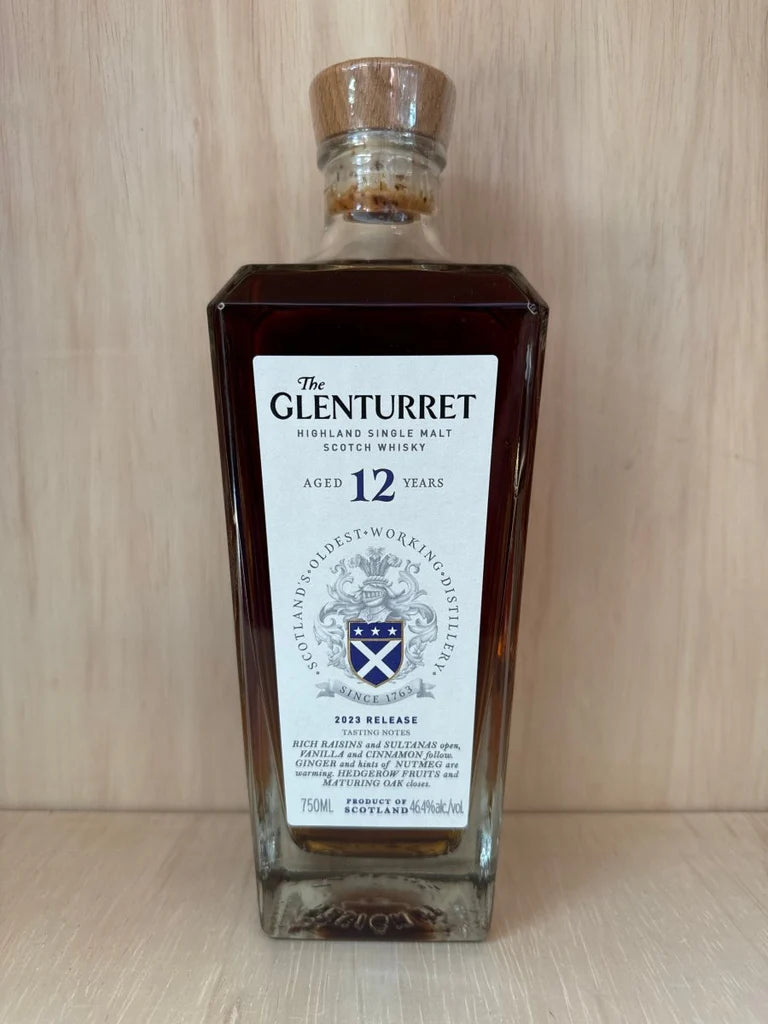 The
GLENTURRET
HIGHLAND SINGLE MALT
SCOTCH WHISKY
AGED 12 YEARS
SCOTLAND'S•OLDEST•WORKING•DISTILLERY•
SINCE 1763
2023 RELEASE
TASTING NOTES
RICH RAISINS and SULTANAS open,
VANILLA and CINNAMON follow.
GINGER and hints of NUTMEG are
warming. HEDGEROW FRUITS and
MATURING OAK closes.
750ML PRODUCT OF SCOTLAND 46.4%alc/vol.